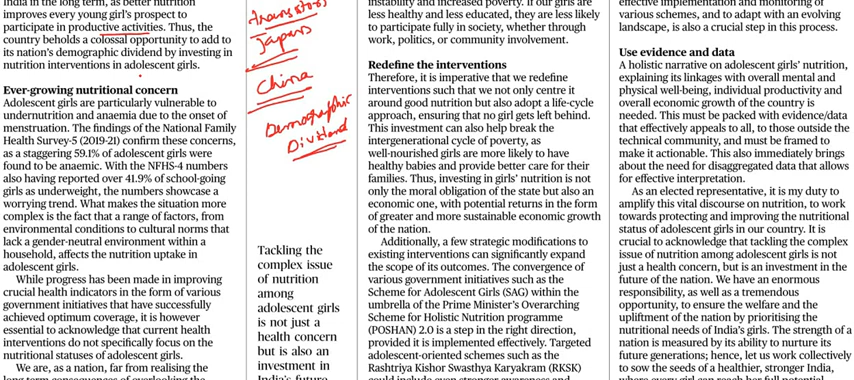 India in the long term, as better nutrition
improves every young girl's prospect to
participate in productive activities. Thus, the
country beholds a colossal opportunity to add to
its nation's demographic dividend by investing in
nutrition interventions in adolescent girls.
Ever-growing nutritional concern
Adolescent girls are particularly vulnerable to
undernutrition and anaemia due to the onset of
menstruation. The findings of the National Family
Health Survey-5 (2019-21) confirm these concerns,
as a staggering 59.1% of adolescent girls were
found to be anaemic. With the NFHS-4 numbers
also having reported over 41.9% of school-going
girls as underweight, the numbers showcase a
worrying trend. What makes the situation more
complex is the fact that a range of factors, from
environmental conditions to cultural norms that
lack a gender-neutral environment within a
household, affects the nutrition uptake in
adolescent girls.
While progress has been made in improving
crucial health indicators in the form of various
government initiatives that have successfully
achieved optimum coverage, it is however
essential to acknowledge that current health
interventions do not specifically focus on the
nutritional statuses of adolescent girls.
We are, as a nation, far from realising the
long-term consequences of overlooking the
Japan
China
Demographic
Dividend
Tackling the
complex issue
of nutrition
among
adolescent girls
is not just a
health concern
but is also an
investment in
India's future
instability and increased poverty. If our girls are
less healthy and less educated, they are less likely
to participate fully in society, whether through
work, politics, or community involvement.
Redefine the interventions
Therefore, it is imperative that we redefine
interventions such that we not only centre it
around good nutrition but also adopt a life-cycle
approach, ensuring that no girl gets left behind.
This investment can also help break the
intergenerational cycle of poverty, as
well-nourished girls are more likely to have
healthy babies and provide better care for their
families. Thus, investing in girls' nutrition is not
only the moral obligation of the state but also an
economic one, with potential returns in the form
of greater and more sustainable economic growth
of the nation.
Additionally, a few strategic modifications to
existing interventions can significantly expand
the scope of its outcomes. The convergence of
various government initiatives such as the
Scheme for Adolescent Girls (SAG) within the
umbrella of the Prime Minister's Overarching
Scheme for Holistic Nutrition programme
(POSHAN) 2.0 is a step in the right direction,
provided it is implemented effectively. Targeted
adolescent-oriented schemes such as the
Rashtriya Kishor Swasthya Karyakram (RKSK)
could include even stronger awareness and
effective implementation and monitoring of
various schemes, and to adapt with an evolving
landscape, is also a crucial step in this process.
Use evidence and data
A holistic narrative on adolescent girls' nutrition,
explaining its linkages with overall mental and
physical well-being, individual productivity and
overall economic growth of the country is
needed. This must be packed with evidence/data
that effectively appeals to all, to those outside the
technical community, and must be framed to
make it actionable. This also immediately brings
about the need for disaggregated data that allows
for effective interpretation.
As an elected representative, it is my duty to
amplify this vital discourse on nutrition, to work
towards protecting and improving the nutritional
status of adolescent girls in our country. It is
crucial to acknowledge that tackling the complex
issue of nutrition among adolescent girls is not
just a health concern, but is an investment in the
future of the nation. We have an enormous
responsibility, as well as a tremendous
opportunity, to ensure the welfare and the
upliftment of the nation by prioritising the
nutritional needs of India's girls. The strength of a
nation is measured by its ability to nurture its
future generations; hence, let us work collectively
to sow the seeds of a healthier, stronger India,
where every girl can reach her full potential